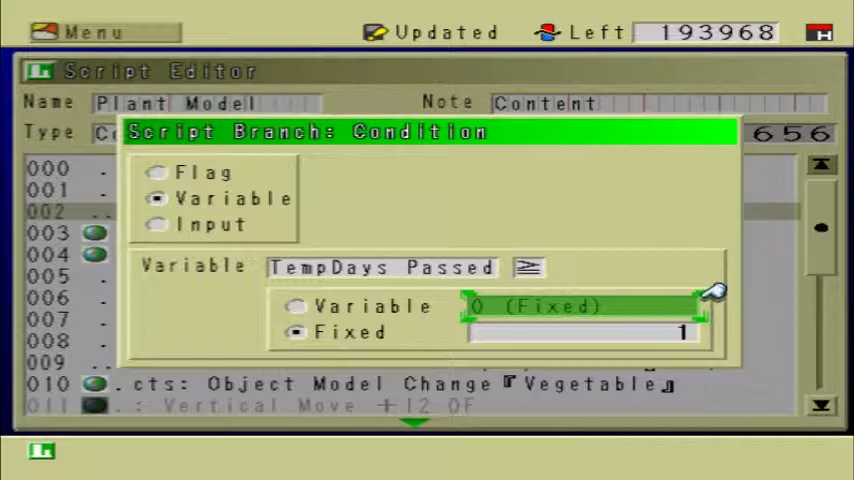 Menu Updated Left 193968
Script Editor
Name Plant Model Note Content
Type C 656
Script Branch: Condition
000 .
Flag
001 .
Variable
002 ..
Input
003
004 .
Variable TempDays Passed ≥
005 .
006 . Variable 0 (Fixed)
007 . Fixed 1
008 .
009 ..
010 .cts: Object Model Change『Vegetable』
011 .: Vertical Move +12 OF